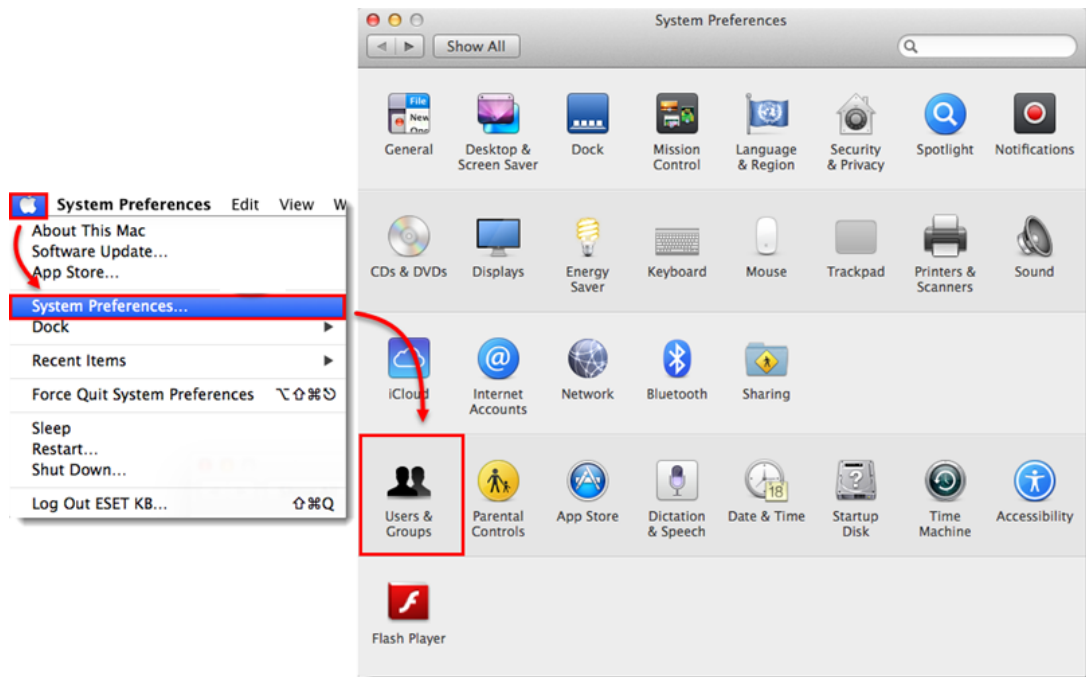 System Preferences Edit View W
About This Mac
Software Update...
App Store...
System Preferences...
Dock
Recent Items
Force Quit System Preferences ⌥⇧⌘⎋
Sleep
Restart...
Shut Down...
Log Out ESET KB... ⇧⌘Q
System Preferences
Show All
File
New
One
General
Desktop &
Screen Saver
Dock
Mission
Control
Language
& Region
Security
& Privacy
Spotlight
Notifications
CDs & DVDs
Displays
Energy
Saver
Keyboard
Mouse
Trackpad
Printers &
Scanners
Sound
iCloud
@
Internet
Accounts
Network
Bluetooth
Sharing
Users &
Groups
Parental
Controls
App Store
Dictation
& Speech
18
Date & Time
?
Startup
Disk
Time
Machine
Accessibility
Flash Player